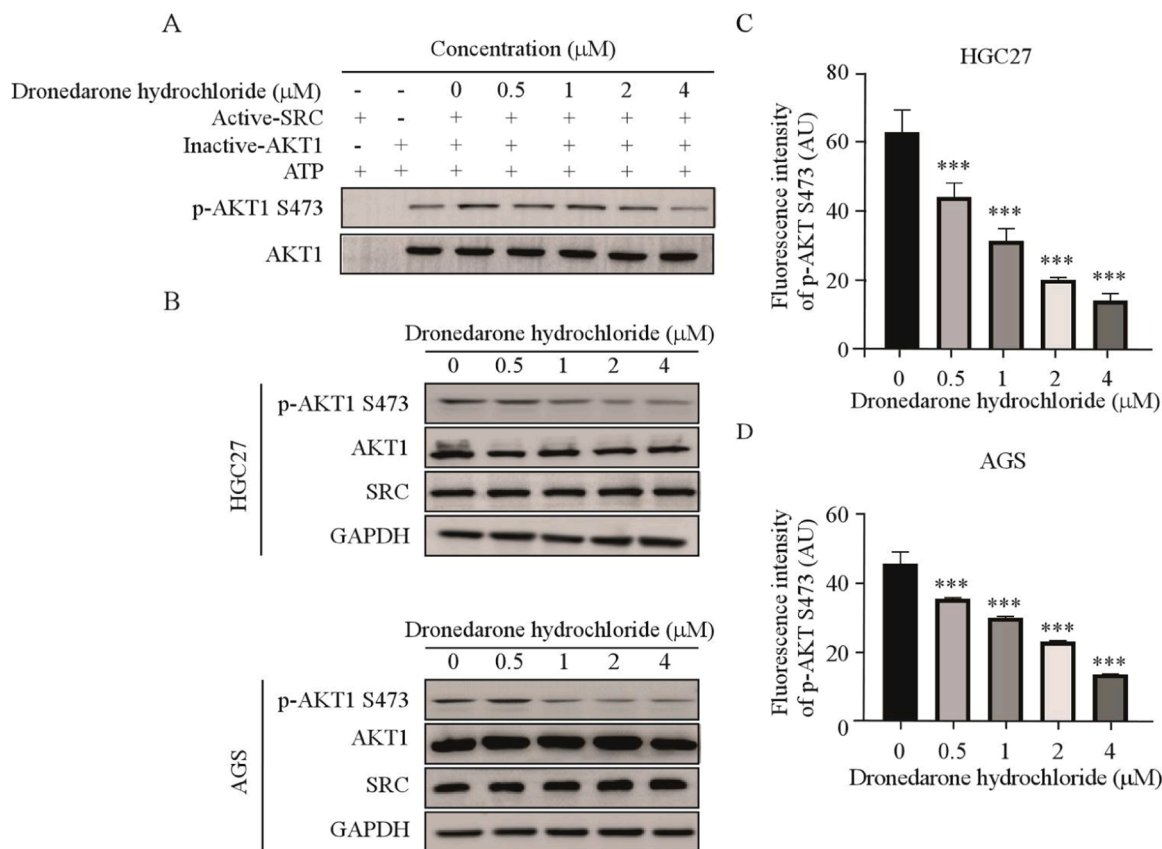 A
Concentration (μM)
Dronedarone hydrochloride (μM) - - 0 0.5 1 2 4
Active-SRC + - + + + + +
Inactive-AKT1 - + + + + + +
ATP + + + + + + +
p-AKT1 S473
AKT1
B
Dronedarone hydrochloride (μM)
0 0.5 1 2 4
HGC27
p-AKT1 S473
AKT1
SRC
GAPDH
Dronedarone hydrochloride (μM)
0 0.5 1 2 4
AGS
p-AKT1 S473
AKT1
SRC
GAPDH
C
HGC27
Fluorescence intensity
of p-AKT S473 (AU)
80
60
40
20
0
***
***
***
***
0 0.5 1 2 4
Dronedarone hydrochloride (μM)
D
AGS
Fluorescence intensity
of p-AKT S473 (AU)
60
40
20
0
***
***
***
***
0 0.5 1 2 4
Dronedarone hydrochloride (μM)